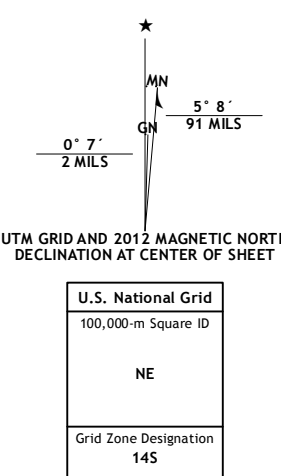 ★
MN
5° 8´
91 MILS
GN
0° 7´
2 MILS
UTM GRID AND 2012 MAGNETIC NORT
DECLINATION AT CENTER OF SHEET
U.S. National Grid
100,000-m Square ID
NE
Grid Zone Designation
14S